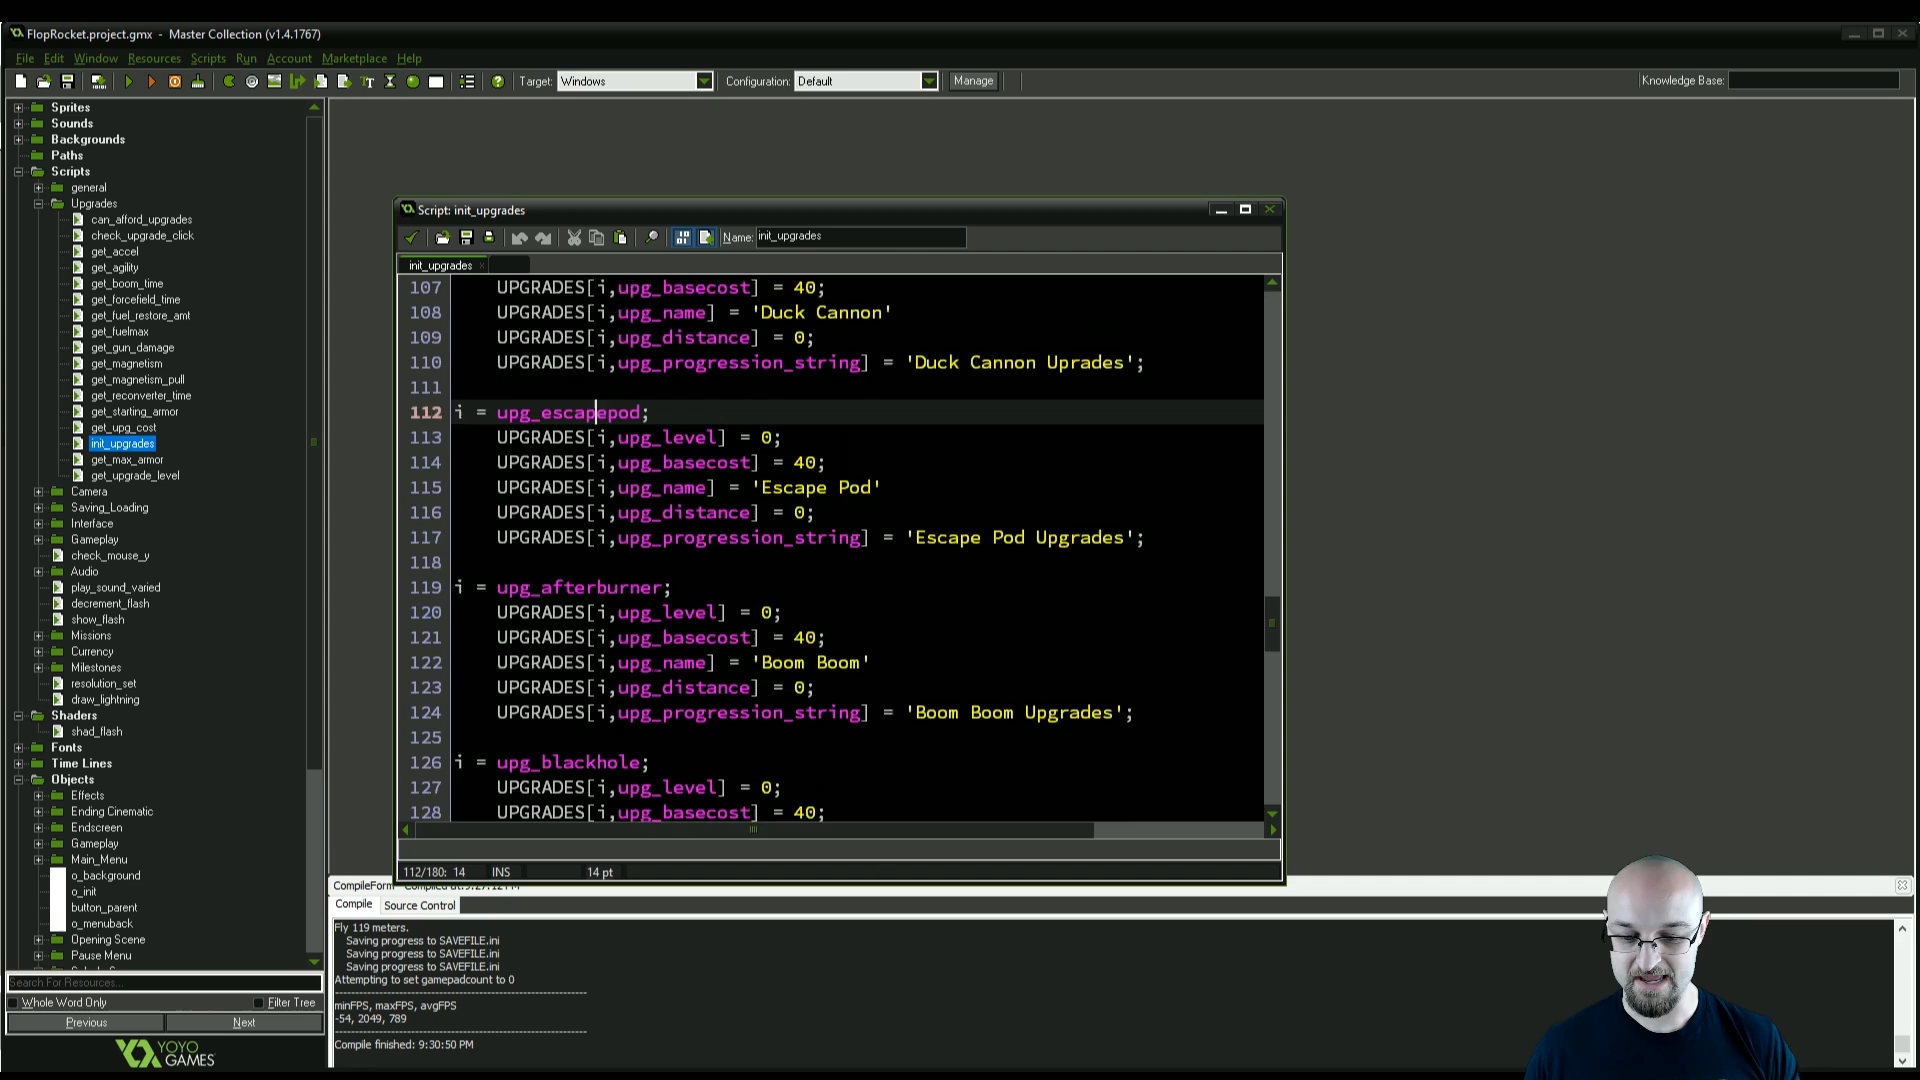 FlopRocket.project.gmx - Master Collection (v1.4.1767)
File Edit Window Resources Scripts Run Account Marketplace Help
Target: Windows Configuration: Default Manage Knowledge Base:
Sprites
Sounds
Backgrounds
Paths
Scripts
general
Upgrades
can_afford_upgrades
check_upgrade_click
get_accel
get_agility
get_boom_time
get_forcefield_time
get_fuel_restore_amt
get_fuelmax
get_gun_damage
get_magnetism
get_magnetism_pull
get_reconverter_time
get_starting_armor
get_upg_cost
init_upgrades
get_max_armor
get_upgrade_level
Camera
Saving_Loading
Interface
Gameplay
check_mouse_y
Audio
play_sound_varied
decrement_flash
show_flash
Missions
Currency
Milestones
resolution_set
draw_lightning
Shaders
shad_flash
Fonts
Time Lines
Objects
Effects
Ending Cinematic
Endscreen
Gameplay
Main_Menu
o_background
o_init
button_parent
o_menuback
Opening Scene
Pause Menu
Search For Resources...
Whole Word Only Filter Tree
Previous Next
YOYO
GAMES
Script: init_upgrades
Name: init_upgrades
init_upgrades
107 UPGRADES[i,upg_basecost] = 40;
108 UPGRADES[i,upg_name] = 'Duck Cannon'
109 UPGRADES[i,upg_distance] = 0;
110 UPGRADES[i,upg_progression_string] = 'Duck Cannon Uprades';
111
112 i = upg_escapepod;
113 UPGRADES[i,upg_level] = 0;
114 UPGRADES[i,upg_basecost] = 40;
115 UPGRADES[i,upg_name] = 'Escape Pod'
116 UPGRADES[i,upg_distance] = 0;
117 UPGRADES[i,upg_progression_string] = 'Escape Pod Upgrades';
118
119 i = upg_afterburner;
120 UPGRADES[i,upg_level] = 0;
121 UPGRADES[i,upg_basecost] = 40;
122 UPGRADES[i,upg_name] = 'Boom Boom'
123 UPGRADES[i,upg_distance] = 0;
124 UPGRADES[i,upg_progression_string] = 'Boom Boom Upgrades';
125
126 i = upg_blackhole;
127 UPGRADES[i,upg_level] = 0;
128 UPGRADES[i,upg_basecost] = 40;
112/180: 14 INS 14 pt
CompileForm
Compile Source Control
Fly 119 meters.
Saving progress to SAVEFILE.ini
Saving progress to SAVEFILE.ini
Saving progress to SAVEFILE.ini
Attempting to set gamepadcount to 0
minFPS, maxFPS, avgFPS
-54, 2049, 789
Compile finished: 9:30:50 PM